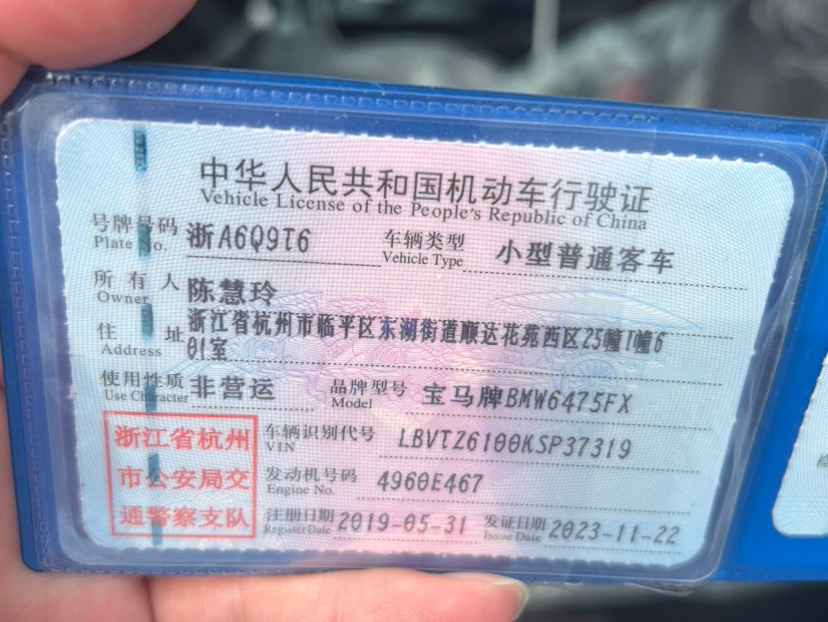 中华人民共和国机动车行驶证
Vehicle License of the People's Republic of China
号牌号码 浙A6Q9T6 车辆类型 小型普通客车
Plate No. Vehicle Type
所有人 陈慧玲
Owner
住址 浙江省杭州市临平区东湖街道顺达花苑西区25幢1幢6
Address 01室
使用性质 非营运 品牌型号 宝马牌BMW6475FX
Use Character Model
浙江省杭州 车辆识别代号 LBVTZ6100KSP37319
VIN
市公安局交 发动机号码 4960E467
Engine No.
通警察支队 注册日期 2019-05-31 发证日期 2023-11-22
Register Date Issue Date